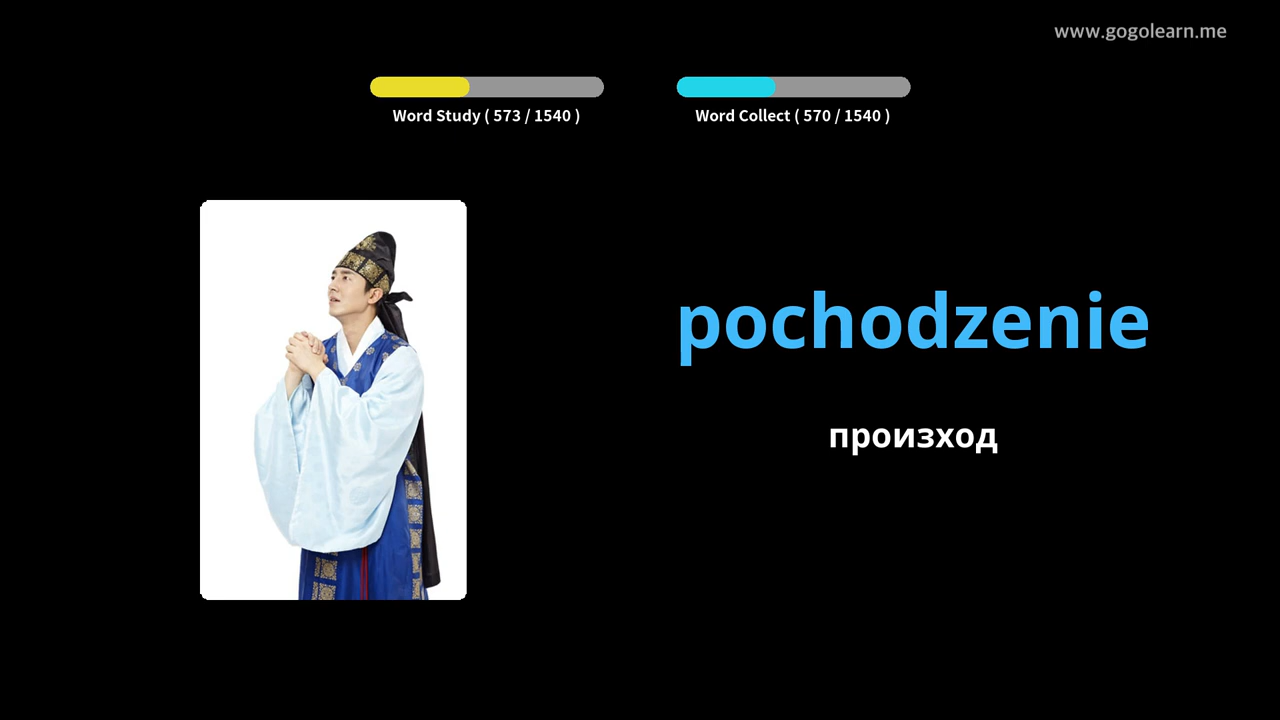 www.gogolearn.me
Word Study ( 573 / 1540 )
Word Collect ( 570 / 1540 )
pochodzenie
произход